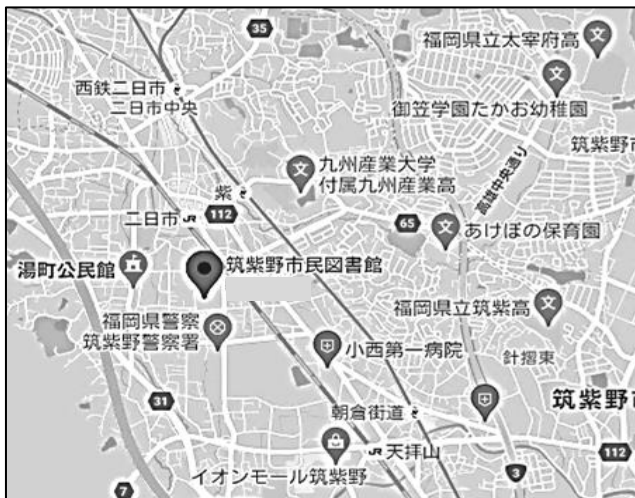 35
福岡県立太宰府高
西鉄二日市
二日市中央
御笠学園たかお幼稚園
筑紫野市
九州産業大学
付属九州産業高
高雄中央通り
紫
二日市 JR
112
65
あけぼの保育園
湯町公民館
筑紫野市民図書館
福岡県警察
筑紫野警察署
福岡県立筑紫高
小西第一病院
針摺東
31
朝倉街道
筑紫野市
JR 天拝山
112
イオンモール筑紫野
7
3